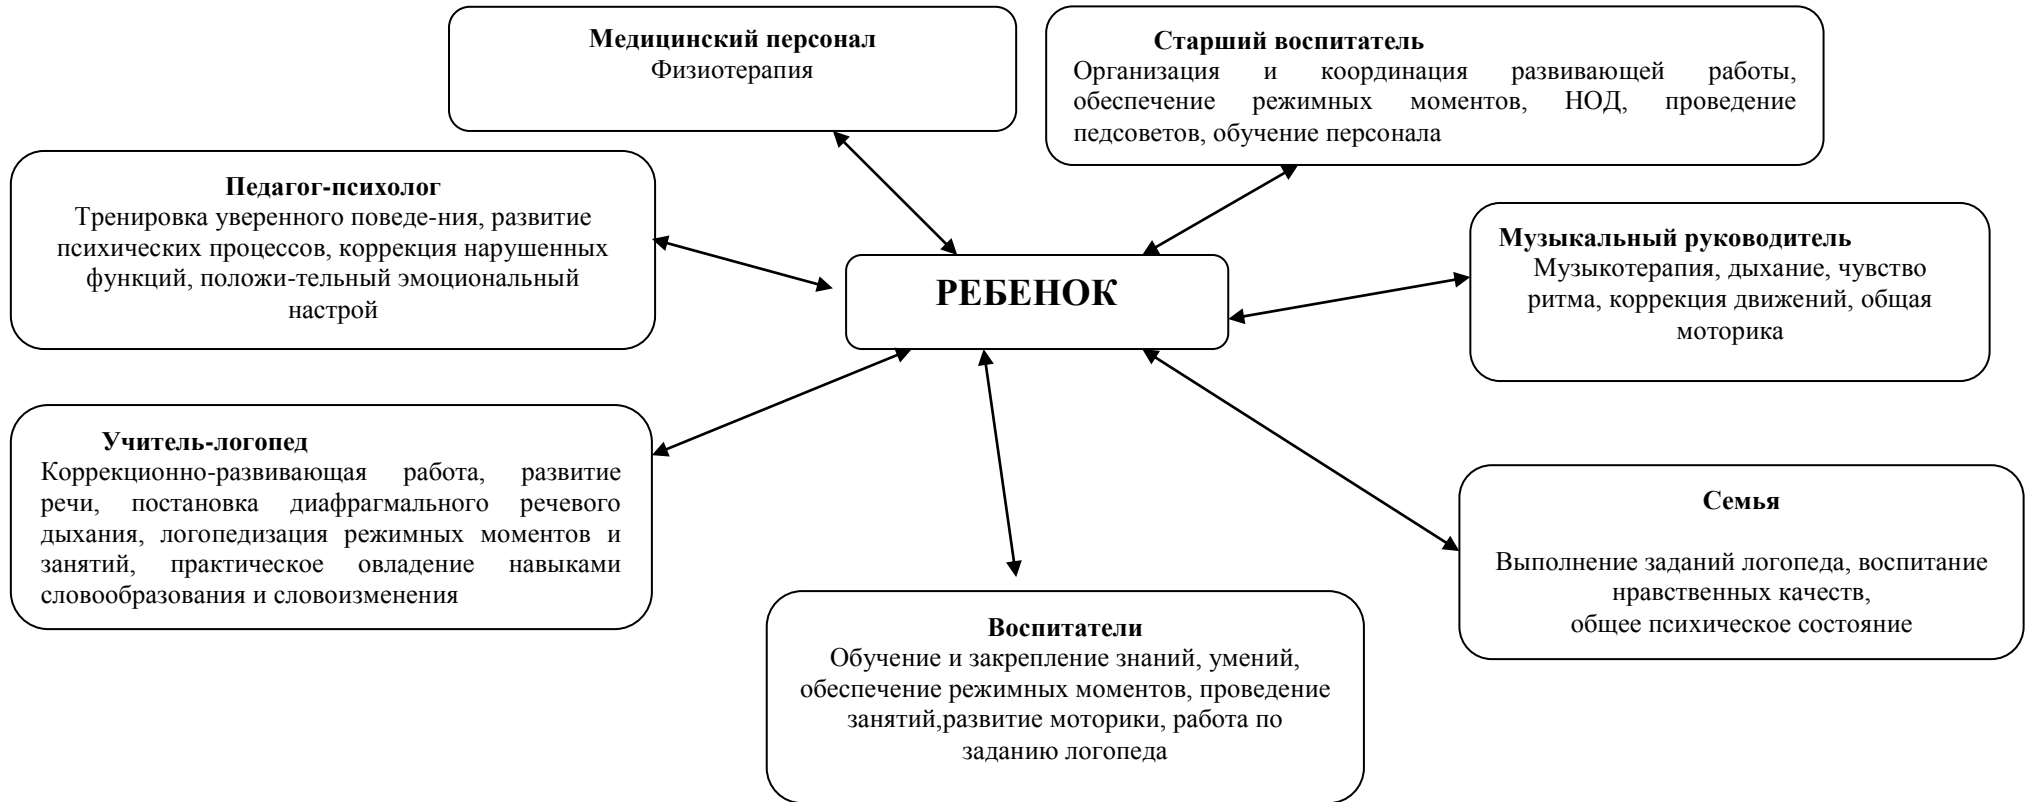 Медицинский персонал
Физиотерапия
Старший воспитатель
Организация и координация развивающей работы,
обеспечение режимных моментов, НОД, проведение
педсоветов, обучение персонала
Педагог-психолог
Тренировка уверенного поведе-ния, развитие
психических процессов, коррекция нарушенных
функций, положи-тельный эмоциональный
настрой
Музыкальный руководитель
Музыкотерапия, дыхание, чувство
ритма, коррекция движений, общая
моторика
РЕБЕНОК
Учитель-логопед
Коррекционно-развивающая работа, развитие
речи, постановка диафрагмального речевого
дыхания, логопедизация режимных моментов и
занятий, практическое овладение навыками
словообразования и словоизменения
Семья
Выполнение заданий логопеда, воспитание
нравственных качеств,
общее психическое состояние
Воспитатели
Обучение и закрепление знаний, умений,
обеспечение режимных моментов, проведение
занятий,развитие моторики, работа по
заданию логопеда